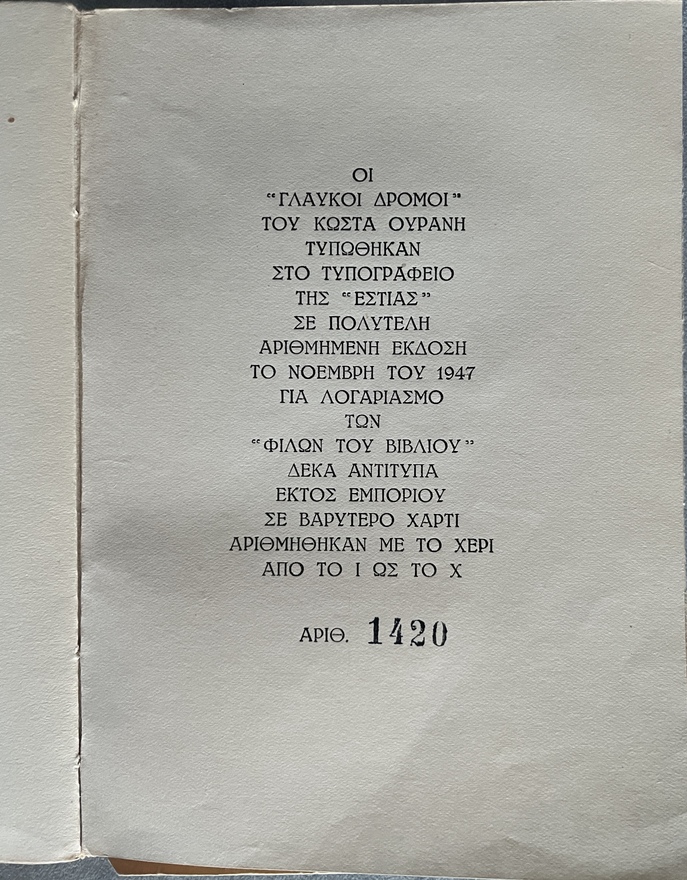 ΟΙ
“ΓΛΑΥΚΟΙ ΔΡΟΜΟΙ”
ΤΟΥ ΚΩΣΤΑ ΟΥΡΑΝΗ
ΤΥΠΩΘΗΚΑΝ
ΣΤΟ ΤΥΠΟΓΡΑΦΕΙΟ
ΤΗΣ “ΕΣΤΙΑΣ”
ΣΕ ΠΟΛΥΤΕΛΗ
ΑΡΙΘΜΗΜΕΝΗ ΕΚΔΟΣΗ
ΤΟ ΝΟΕΜΒΡΗ ΤΟΥ 1947
ΓΙΑ ΛΟΓΑΡΙΑΣΜΟ
ΤΩΝ
“ΦΙΛΩΝ ΤΟΥ ΒΙΒΛΙΟΥ”
ΔΕΚΑ ΑΝΤΙΤΥΠΑ
ΕΚΤΟΣ ΕΜΠΟΡΙΟΥ
ΣΕ ΒΑΡΥΤΕΡΟ ΧΑΡΤΙ
ΑΡΙΘΜΗΘΗΚΑΝ ΜΕ ΤΟ ΧΕΡΙ
ΑΠΟ ΤΟ Ι ΩΣ ΤΟ Χ
ΑΡΙΘ. 1420